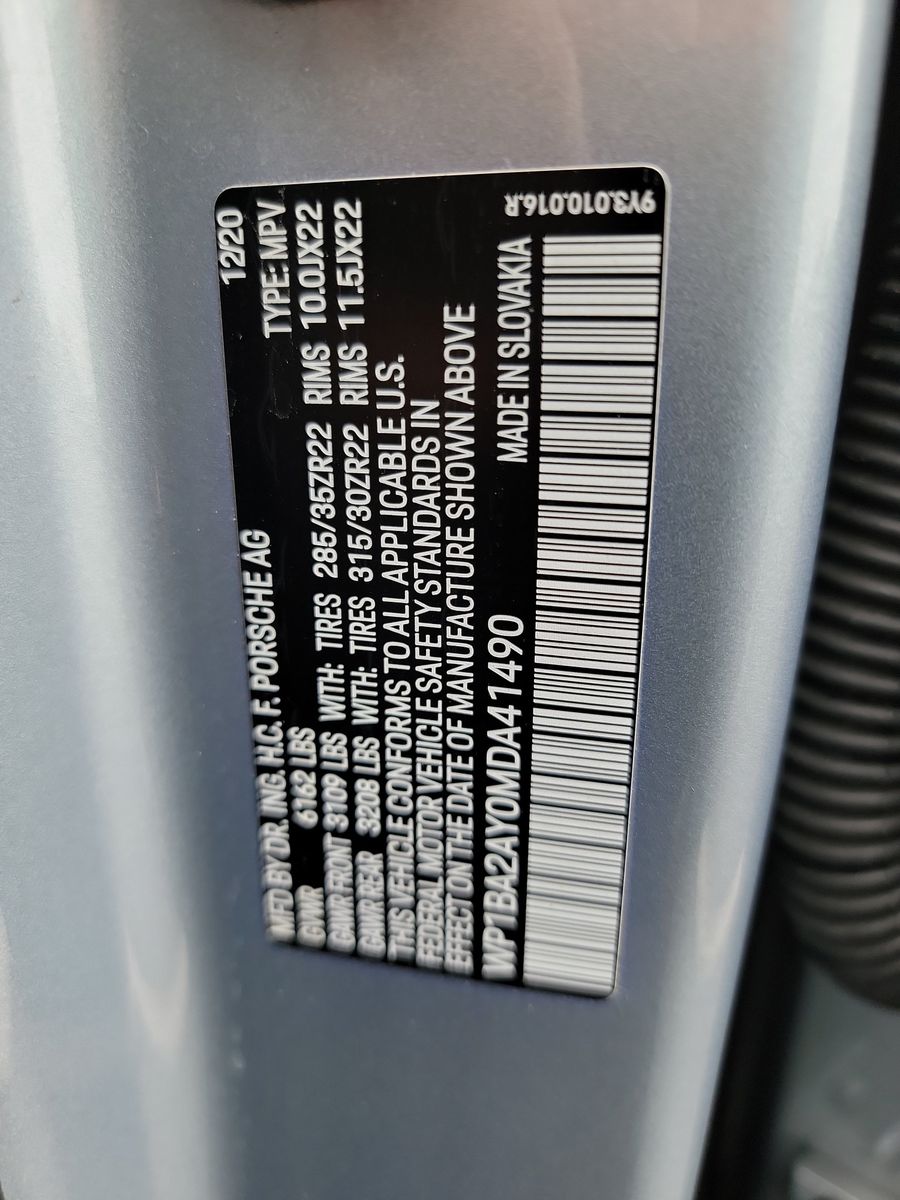 MFD BY DR. ING. H.C. F. PORSCHE AG 12/20
GVWR 6162 LBS TYPE: MPV
GAWR FRONT 3109 LBS WITH: TIRES 285/35ZR22 RIMS 10.0JX22
GAWR REAR 3208 LBS WITH: TIRES 315/30ZR22 RIMS 11.5JX22
THIS VEHICLE CONFORMS TO ALL APPLICABLE U.S.
FEDERAL MOTOR VEHICLE SAFETY STANDARDS IN
EFFECT ON THE DATE OF MANUFACTURE SHOWN ABOVE
WP1BA2AY0MDA41490 MADE IN SLOVAKIA
9Y3.010.016.R